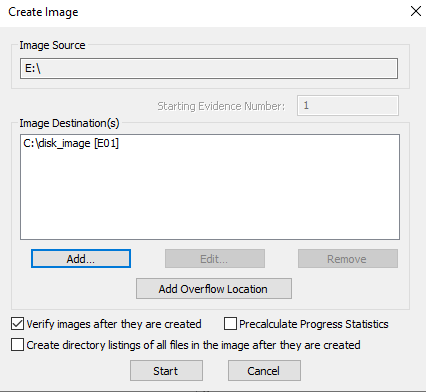 Create Image
Image Source
E:\
Starting Evidence Number: 1
Image Destination(s)
C:\disk_image [E01]
Add... Edit... Remove
Add Overflow Location
Verify images after they are created Precalculate Progress Statistics
Create directory listings of all files in the image after they are created
Start Cancel